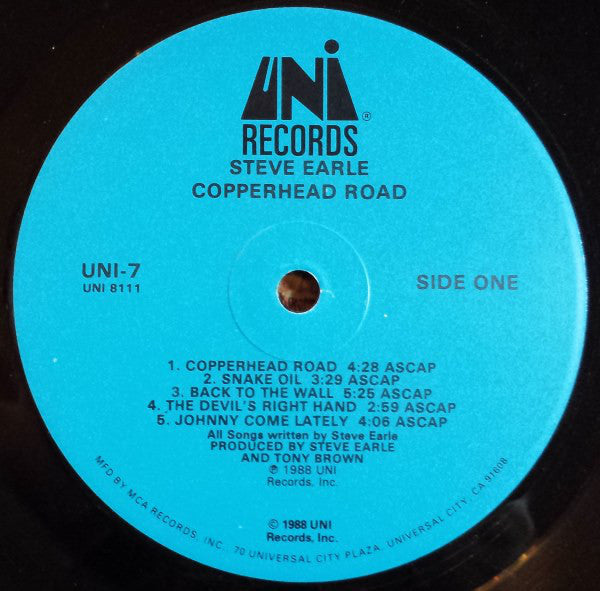 UNI
®
RECORDS
STEVE EARLE
COPPERHEAD ROAD
UNI-7
UNI 8111
SIDE ONE
1. COPPERHEAD ROAD 4:28 ASCAP
2. SNAKE OIL 3:29 ASCAP
3. BACK TO THE WALL 5:25 ASCAP
4. THE DEVIL'S RIGHT HAND 2:59 ASCAP
5. JOHNNY COME LATELY 4:06 ASCAP
All Songs written by Steve Earle
PRODUCED BY STEVE EARLE
AND TONY BROWN
℗ 1988 UNI
Records, Inc.
© 1988 UNI
Records, Inc.
MFD BY MCA RECORDS, INC., 70 UNIVERSAL CITY PLAZA, UNIVERSAL CITY, CA 91608